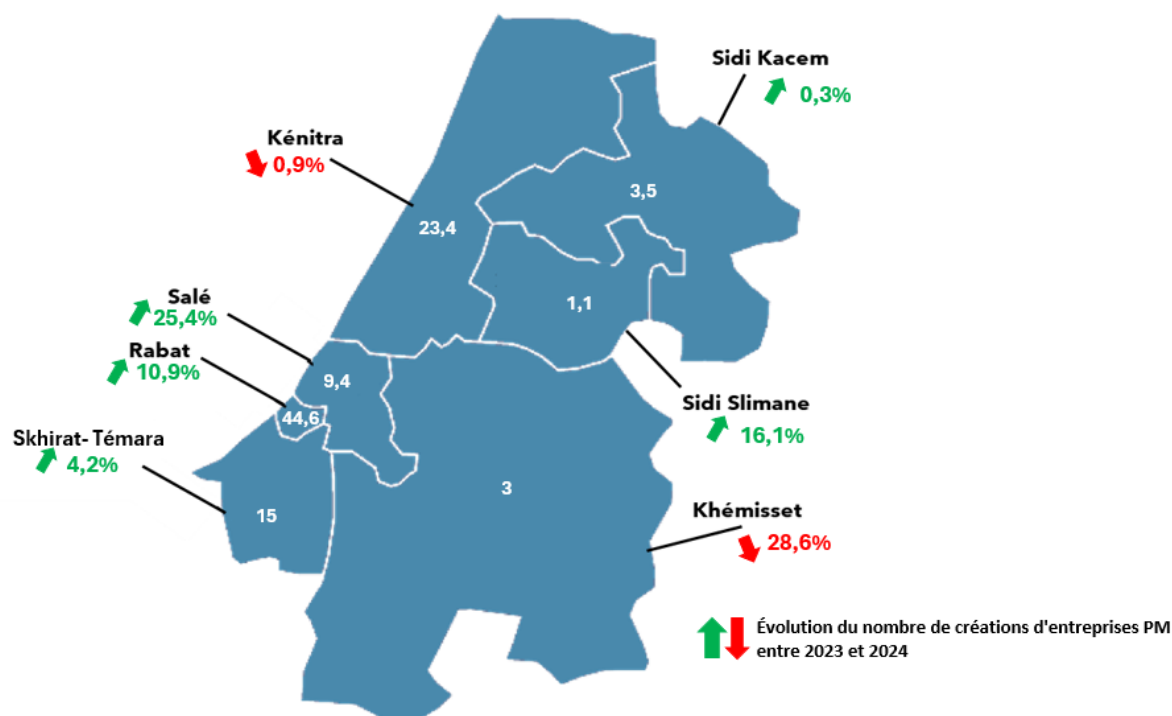 Sidi Kacem
0,3%
Kénitra
0,9%
3,5
23,4
Salé
25,4%
1,1
Rabat
10,9%
9,4
44,6
Sidi Slimane
16,1%
Skhirat-Témara
4,2%
15
3
Khémisset
28,6%
Évolution du nombre de créations d'entreprises PM
entre 2023 et 2024